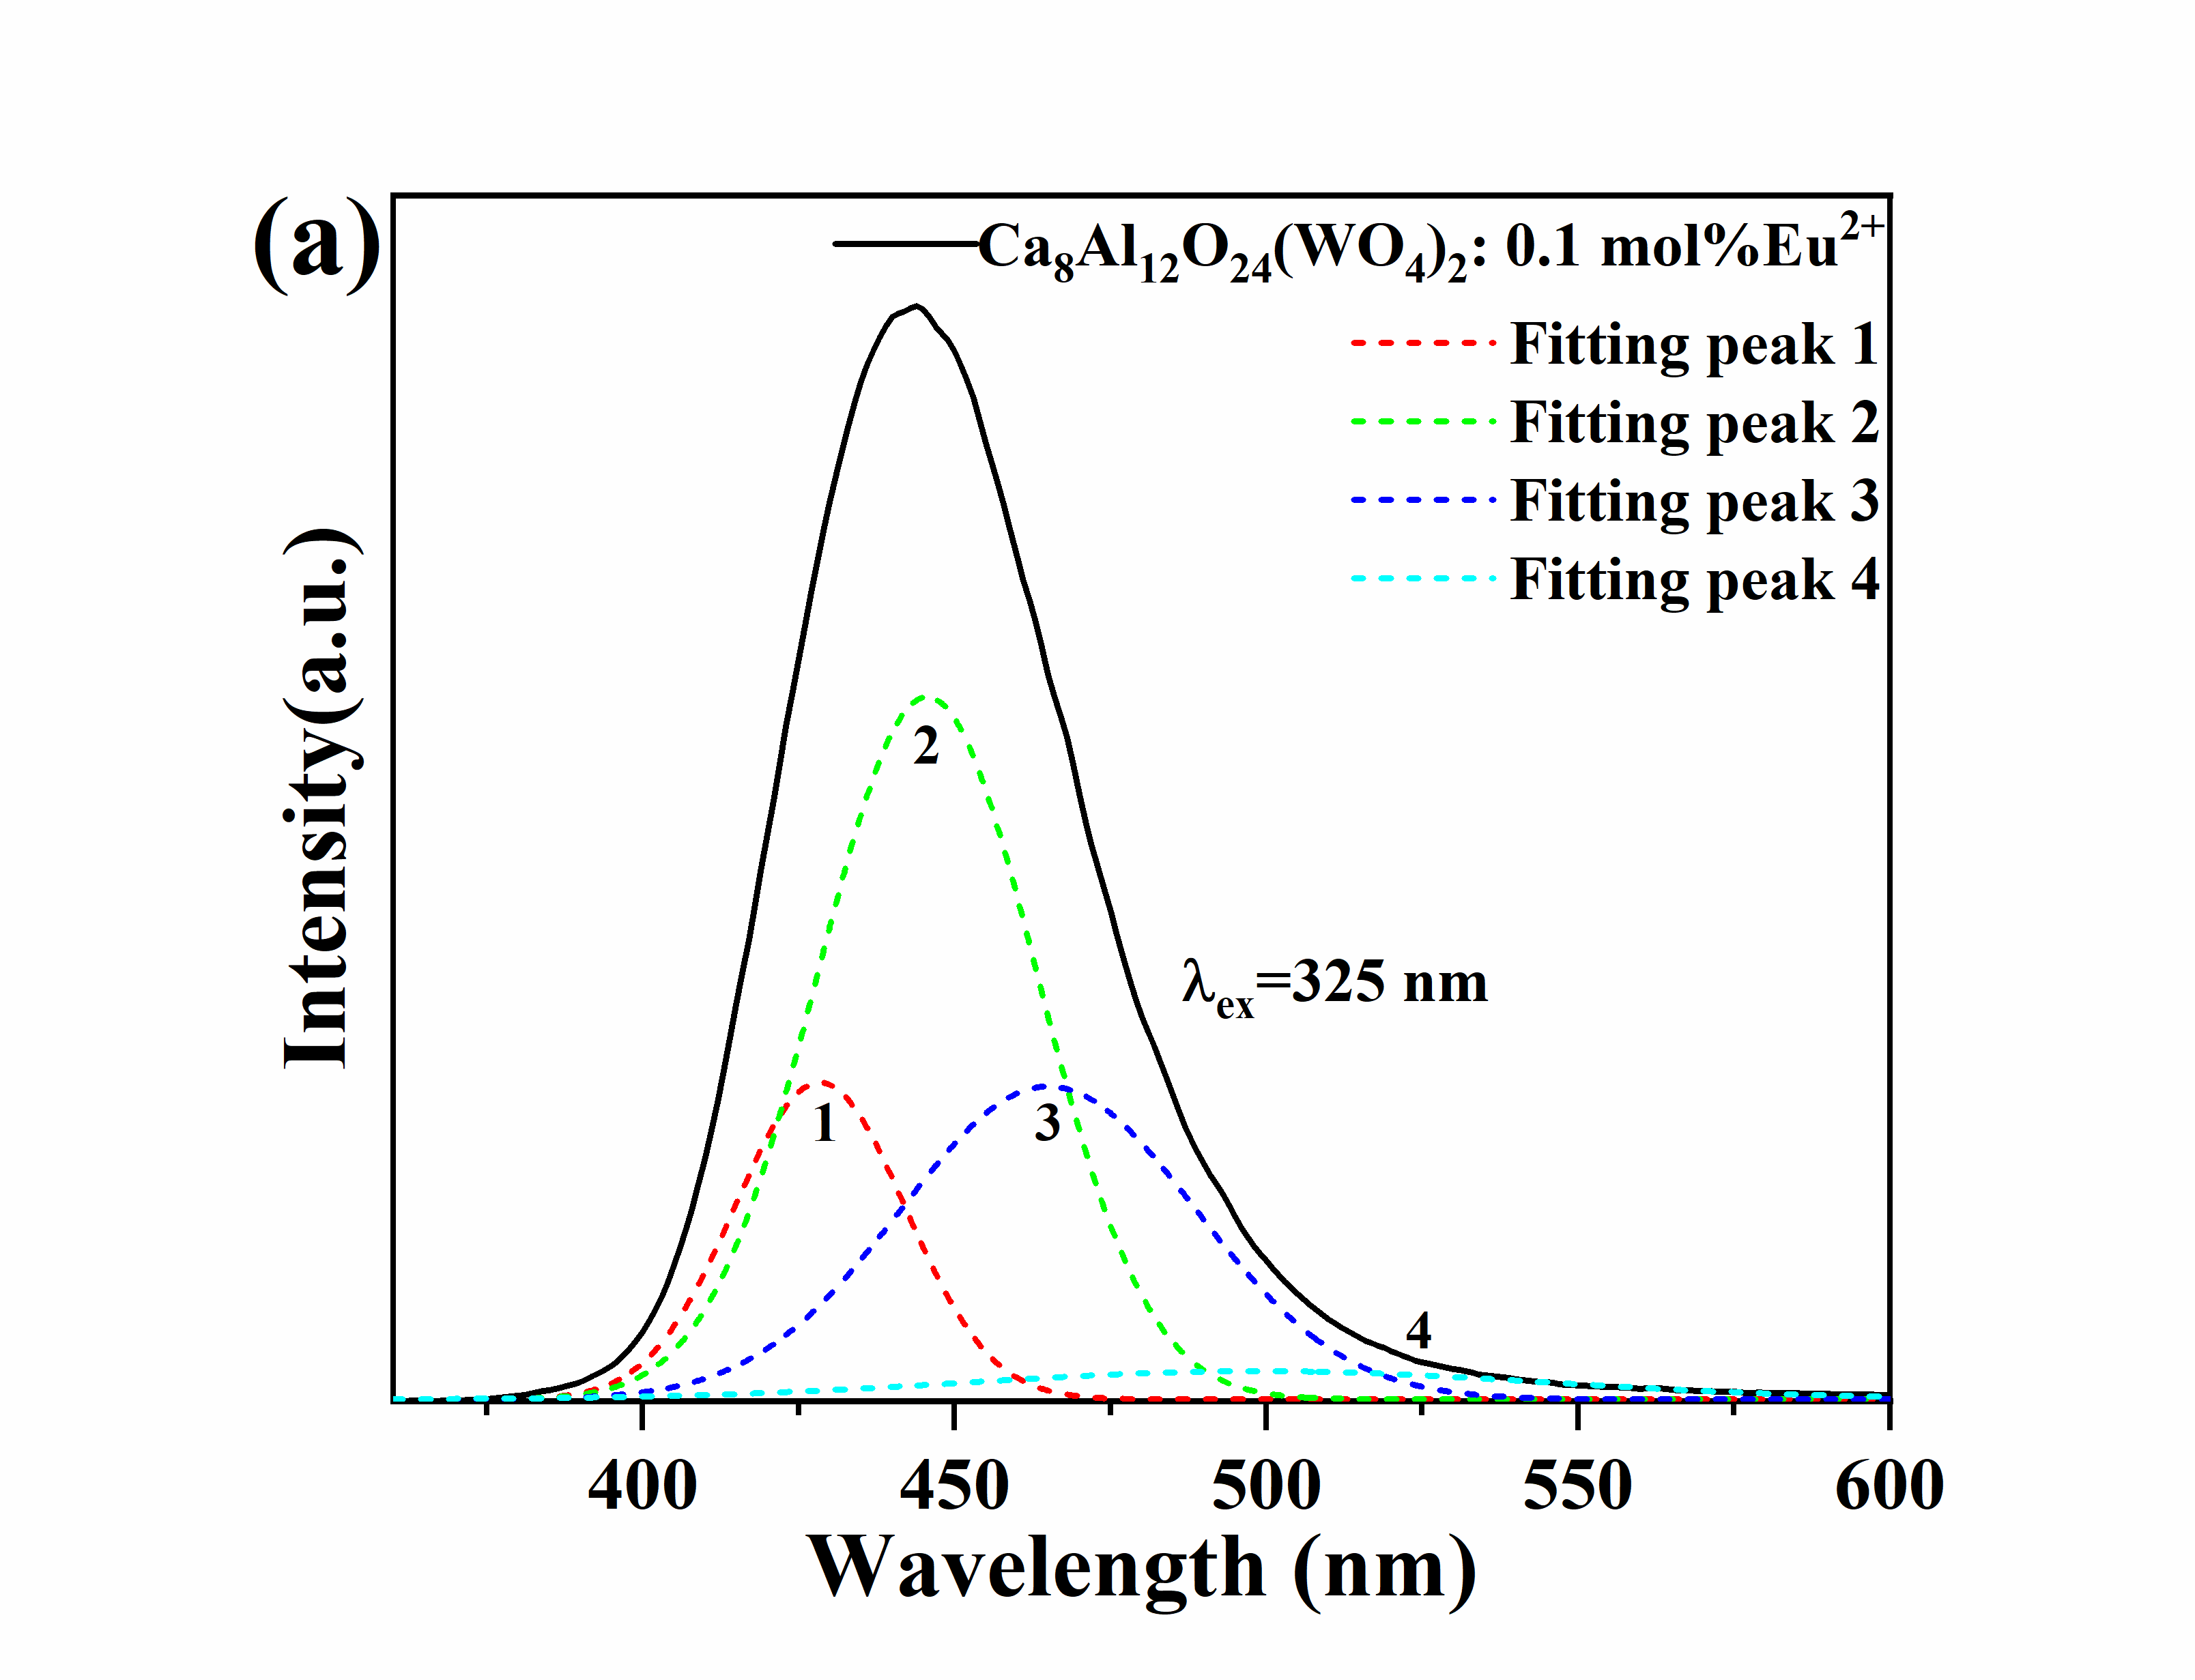 (a)
Ca₈Al₁₂O₂₄(WO₄)₂: 0.1 mol%Eu²⁺
Fitting peak 1
Fitting peak 2
Fitting peak 3
Fitting peak 4
Intensity(a.u.)
2
λₑₓ=325 nm
1
3
4
400 450 500 550 600
Wavelength (nm)